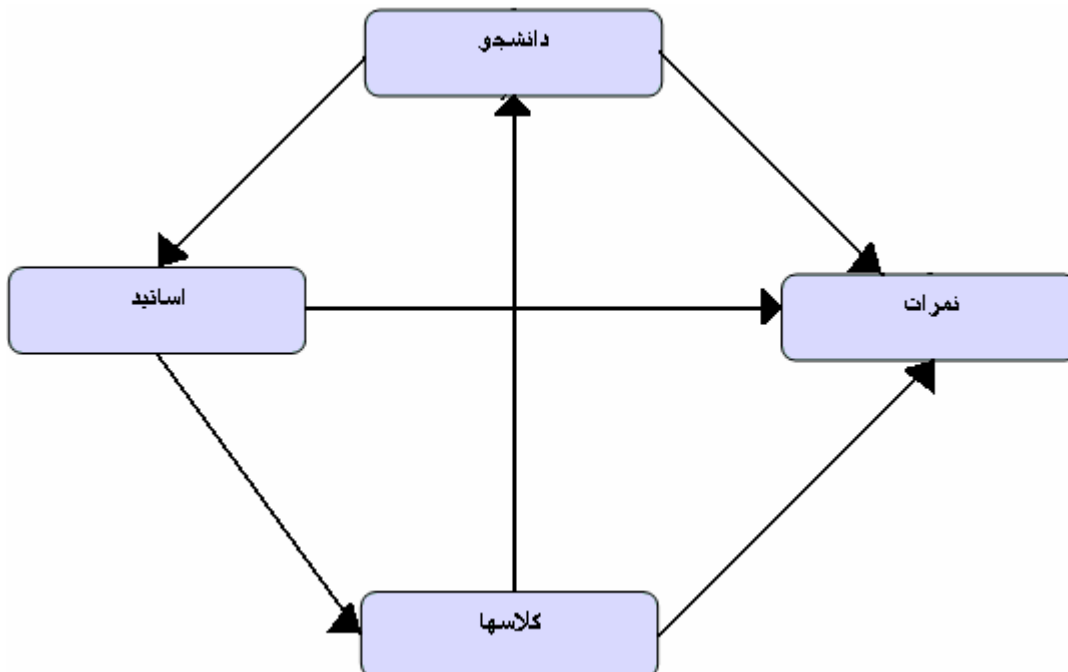 دانشجو
اساتید
نمرات
کلاسها